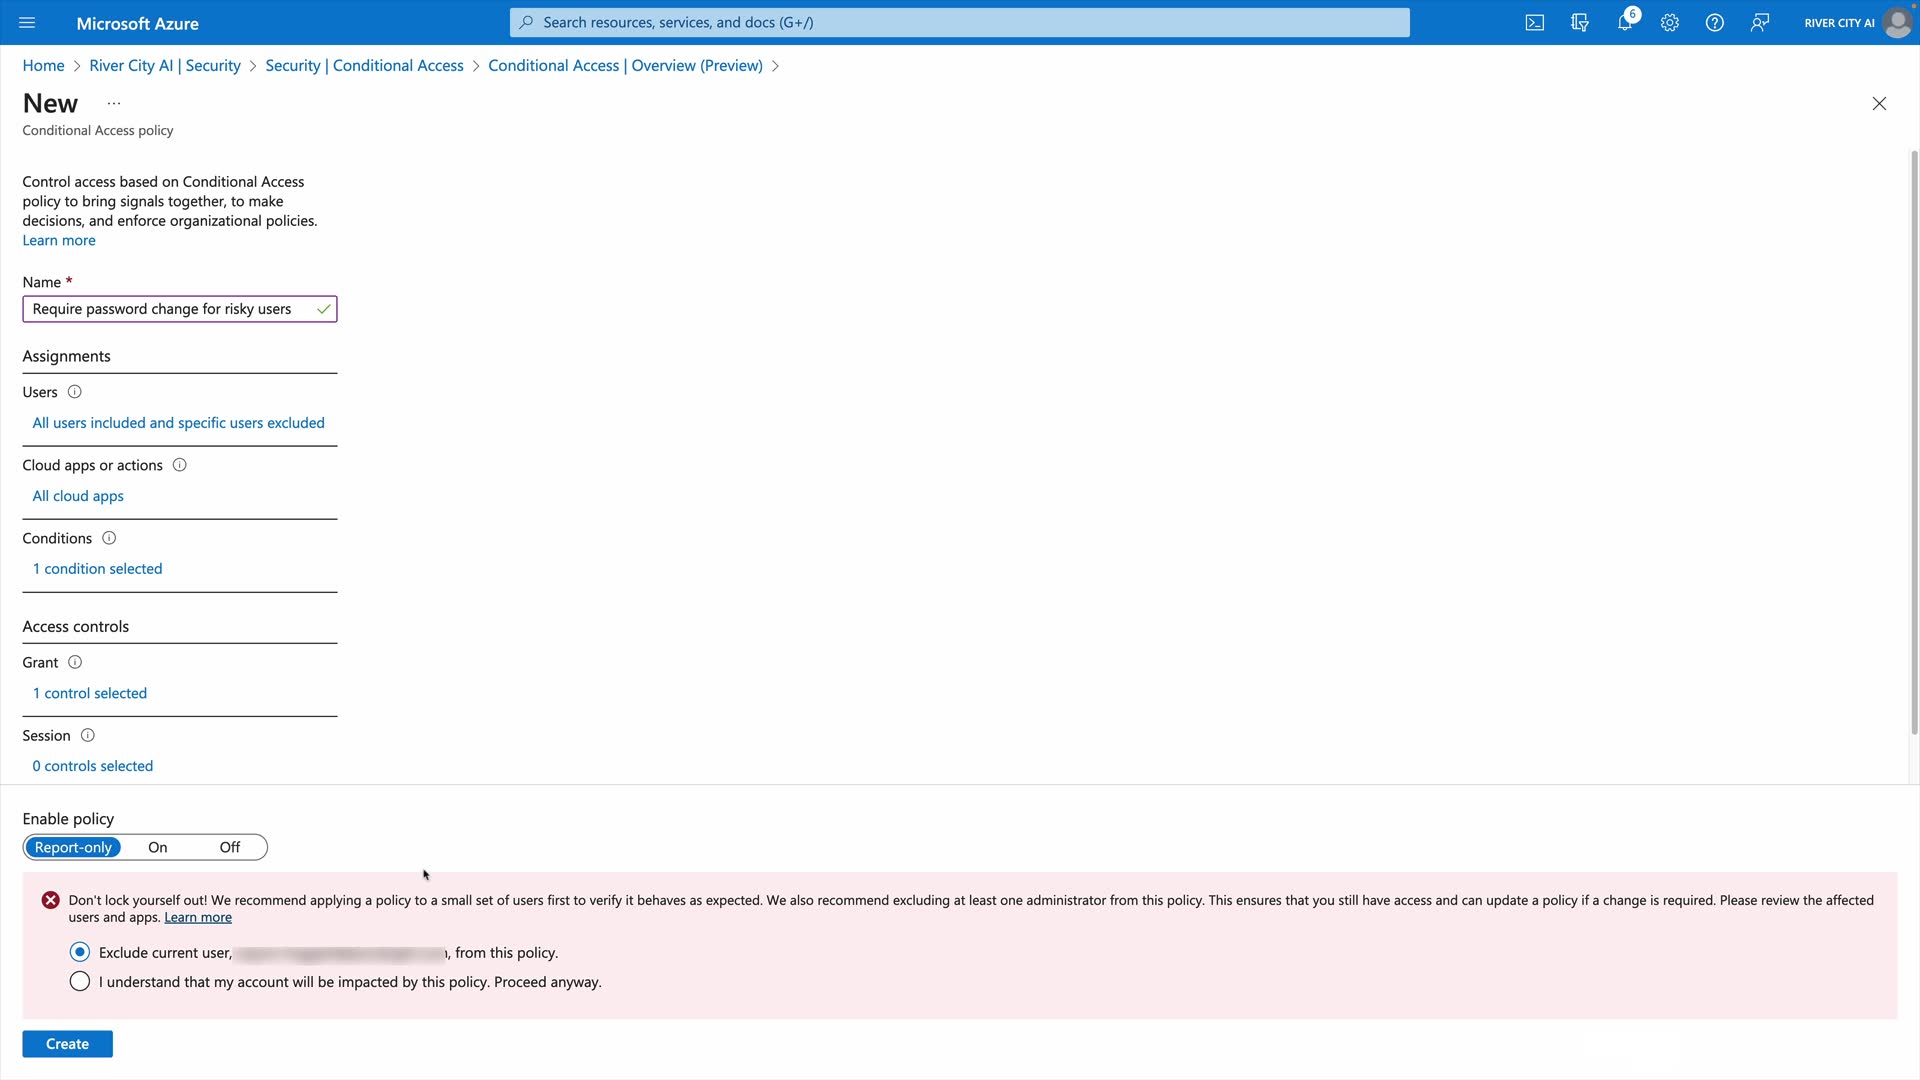 Microsoft Azure
Search resources, services, and docs (G+/)
6
RIVER CITY AI
Home > River City AI | Security > Security | Conditional Access > Conditional Access | Overview (Preview) >
New ...
Conditional Access policy
Control access based on Conditional Access
policy to bring signals together, to make
decisions, and enforce organizational policies.
Learn more
Name *
Require password change for risky users
Assignments
Users
All users included and specific users excluded
Cloud apps or actions
All cloud apps
Conditions
1 condition selected
Access controls
Grant
1 control selected
Session
0 controls selected
Enable policy
Report-only On Off
Don't lock yourself out! We recommend applying a policy to a small set of users first to verify it behaves as expected. We also recommend excluding at least one administrator from this policy. This ensures that you still have access and can update a policy if a change is required. Please review the affected
users and apps. Learn more
Exclude current user, , from this policy.
I understand that my account will be impacted by this policy. Proceed anyway.
Create